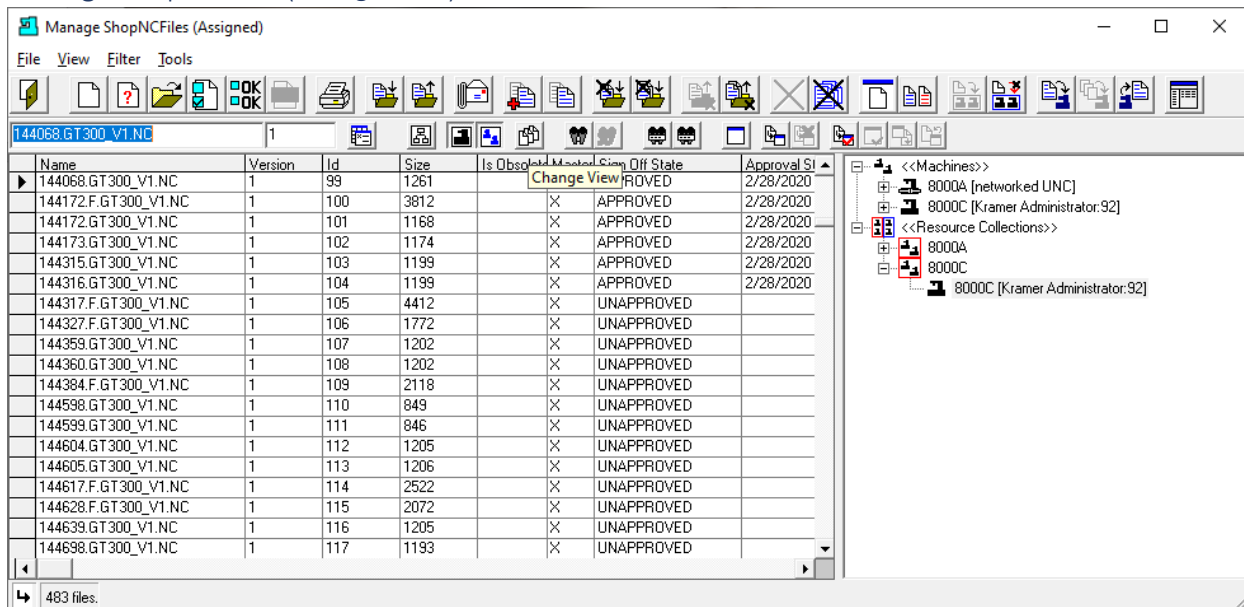 Manage ShopNCFiles (Assigned)
File View Filter Tools
OK
OK
144068.GT300_V1.NC 1
Name Version Id Size Is Obsolete Master Sign Off State Approval St
Change View
144068.GT300_V1.NC 1 99 1261 PROVED 2/28/2020
144172.F.GT300_V1.NC 1 100 3812 X APPROVED 2/28/2020
144172.GT300_V1.NC 1 101 1168 X APPROVED 2/28/2020
144173.GT300_V1.NC 1 102 1174 X APPROVED 2/28/2020
144315.GT300_V1.NC 1 103 1199 X APPROVED 2/28/2020
144316.GT300_V1.NC 1 104 1199 X APPROVED 2/28/2020
144317.F.GT300_V1.NC 1 105 4412 X UNAPPROVED
144327.F.GT300_V1.NC 1 106 1772 X UNAPPROVED
144359.GT300_V1.NC 1 107 1202 X UNAPPROVED
144360.GT300_V1.NC 1 108 1202 X UNAPPROVED
144384.F.GT300_V1.NC 1 109 2118 X UNAPPROVED
144598.GT300_V1.NC 1 110 849 X UNAPPROVED
144599.GT300_V1.NC 1 111 846 X UNAPPROVED
144604.GT300_V1.NC 1 112 1205 X UNAPPROVED
144605.GT300_V1.NC 1 113 1206 X UNAPPROVED
144617.F.GT300_V1.NC 1 114 2522 X UNAPPROVED
144628.F.GT300_V1.NC 1 115 2072 X UNAPPROVED
144639.GT300_V1.NC 1 116 1205 X UNAPPROVED
144698.GT300_V1.NC 1 117 1193 X UNAPPROVED
<<Machines>>
8000A [networked UNC]
8000C [Kramer Administrator:92]
<<Resource Collections>>
8000A
8000C
8000C [Kramer Administrator:92]
483 files.